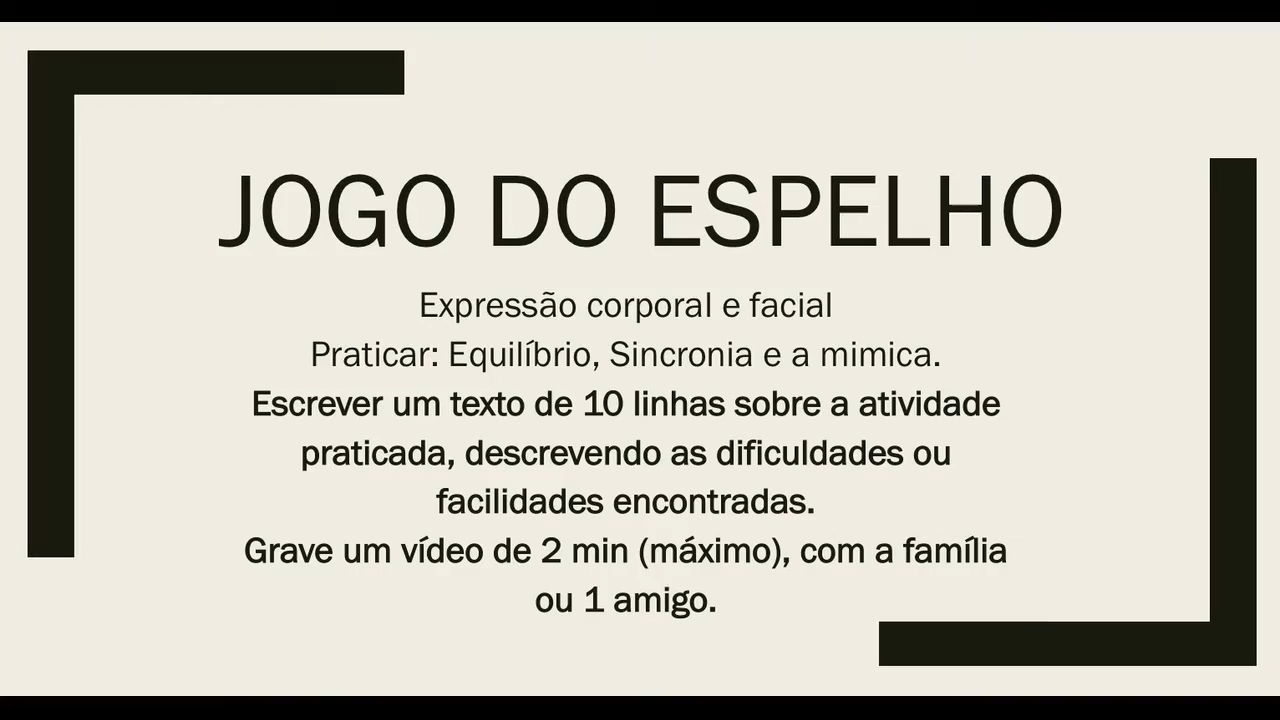 JOGO DO ESPELHO
Expressão corporal e facial
Praticar: Equilíbrio, Sincronia e a mimica.
Escrever um texto de 10 linhas sobre a atividade
praticada, descrevendo as dificuldades ou
facilidades encontradas.
Grave um vídeo de 2 min (máximo), com a família
ou 1 amigo.